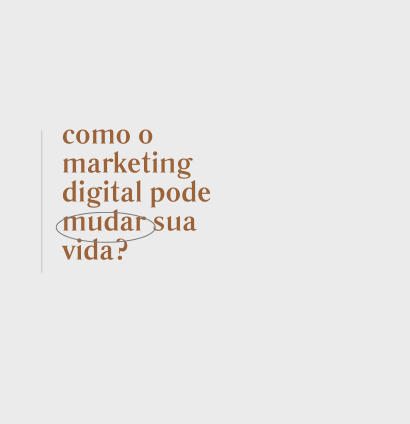 como o
marketing
digital pode
mudar sua
vida?